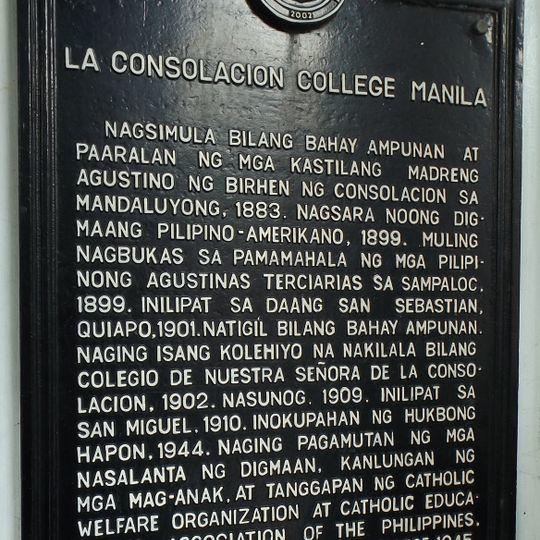 2002
LA CONSOLACION COLLEGE MANILA
NAGSIMULA BILANG BAHAY AMPUNAN AT
PAARALAN NG MGA KASTILANG MADRENG
AGUSTINO NG BIRHEN NG CONSOLACION SA
MANDALUYONG, 1883. NAGSARA NOONG DIG-
MAANG PILIPINO-AMERIKANO, 1899. MULING
NAGBUKAS SA PAMAMAHALA NG MGA PILIPI-
NONG AGUSTINAS TERCIARIAS SA SAMPALOC,
1899. INILIPAT SA DAANG SAN SEBASTIAN,
QUIAPO,1901.NATIGIL BILANG BAHAY AMPUNAN.
NAGING ISANG KOLEHIYO NA NAKILALA BILANG
COLEGIO DE NUESTRA SEÑORA DE LA CONSO-
LACION, 1902. NASUNOG. 1909. INILIPAT SA
SAN MIGUEL, 1910. INOKUPAHAN NG HUKBONG
HAPON, 1944. NAGING PAGAMUTAN NG MGA
NASALANTA NG DIGMAAN, KANLUNGAN NG
MGA MAG-ANAK, AT TANGGAPAN NG CATHOLIC
WELFARE ORGANIZATION AT CATHOLIC EDUCA-
ASSOCIATION OF THE PHILIPPINES,
1945